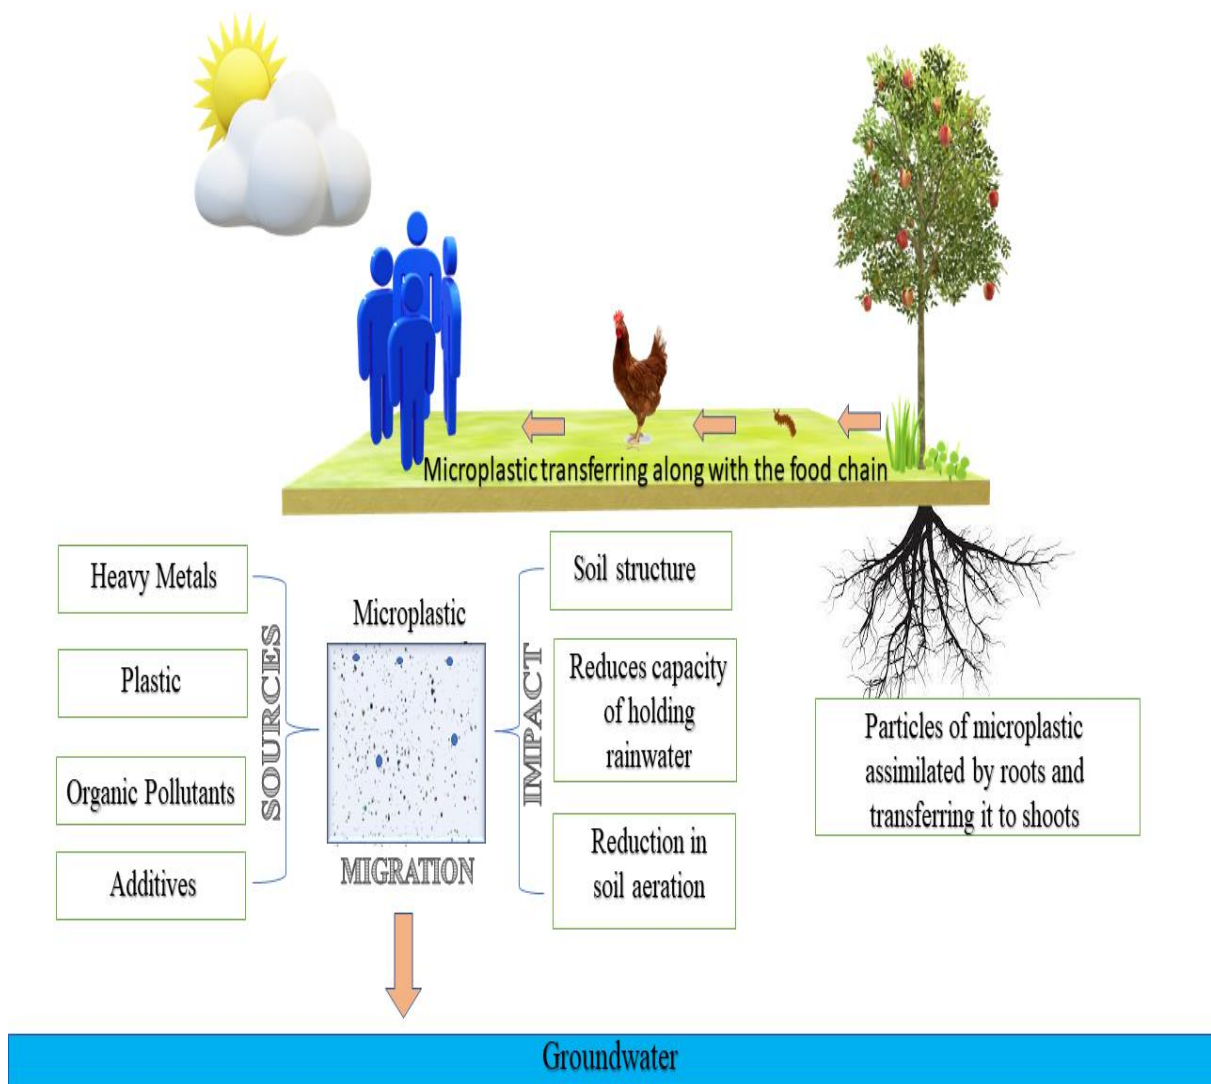 Microplastic transferring along with the food chain
Heavy Metals
Plastic
Organic Pollutants
Additives
SOURCES
Microplastic
MIGRATION
IMPACT
Soil structure
Reduces capacity
of holding
rainwater
Reduction in
soil aeration
Particles of microplastic
assimilated by roots and
transferring it to shoots
Groundwater